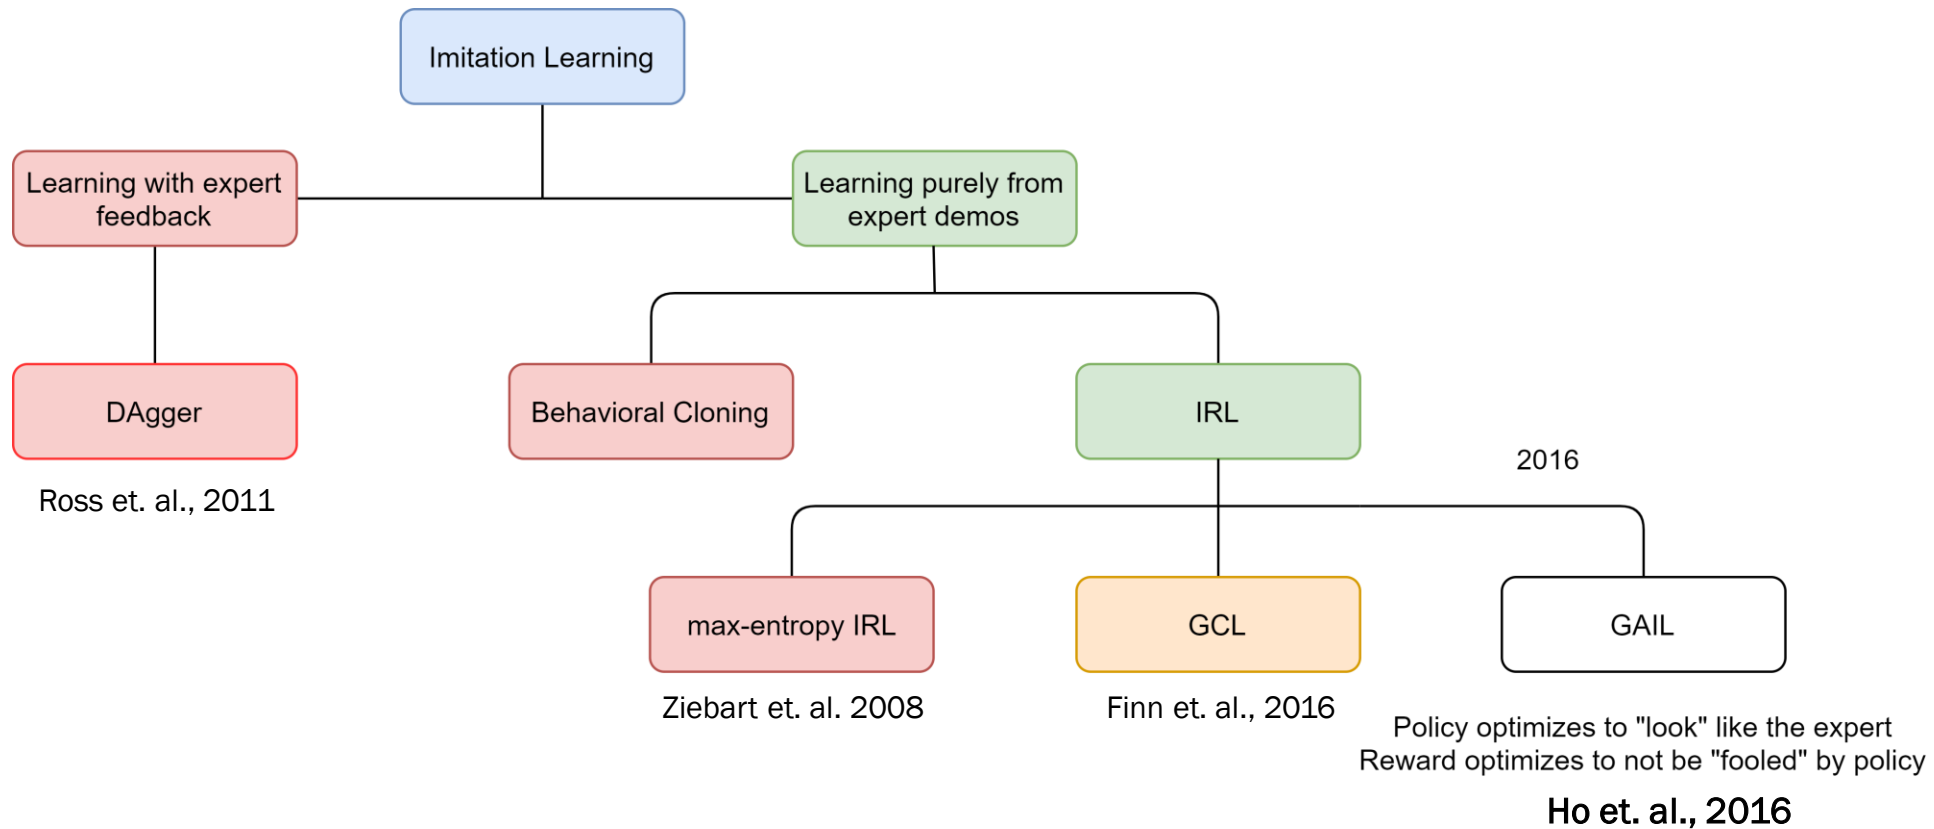 Imitation Learning
Learning with expert
feedback
Learning purely from
expert demos
DAgger
Behavioral Cloning
IRL
Ross et. al., 2011
2016
max-entropy IRL
GCL
GAIL
Ziebart et. al. 2008
Finn et. al., 2016
Policy optimizes to "look" like the expert
Reward optimizes to not be "fooled" by policy
Ho et. al., 2016